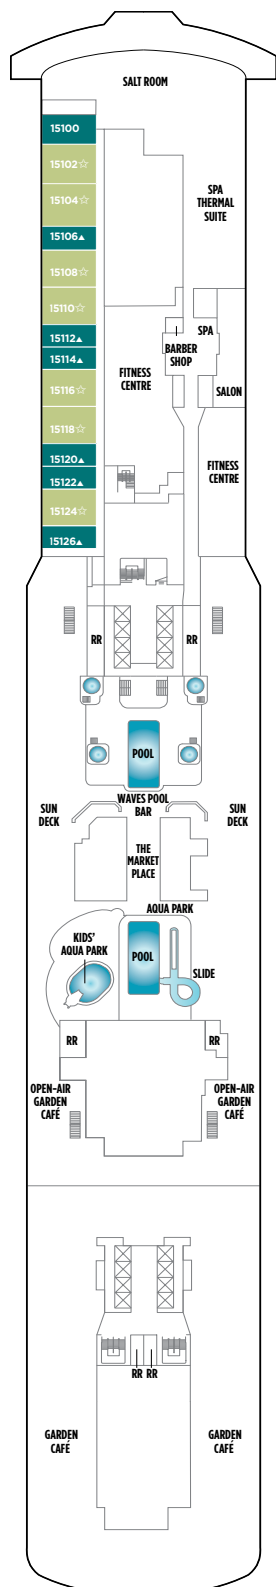 SALT ROOM
15100
15102☆
15104☆
15106▲
15108☆
15110☆
15112▲
15114▲
15116☆
15118☆
15120▲
15122▲
15124☆
15126▲
SPA
THERMAL
SUITE
SPA
BARBER
SHOP
SALON
FITNESS
CENTRE
FITNESS
CENTRE
RR
RR
POOL
WAVES POOL
BAR
SUN
DECK
SUN
DECK
THE
MARKET
PLACE
AQUA PARK
KIDS'
AQUA PARK
POOL
SLIDE
RR
RR
OPEN-AIR
GARDEN
CAFÉ
OPEN-AIR
GARDEN
CAFÉ
RR RR
GARDEN
CAFÉ
GARDEN
CAFÉ